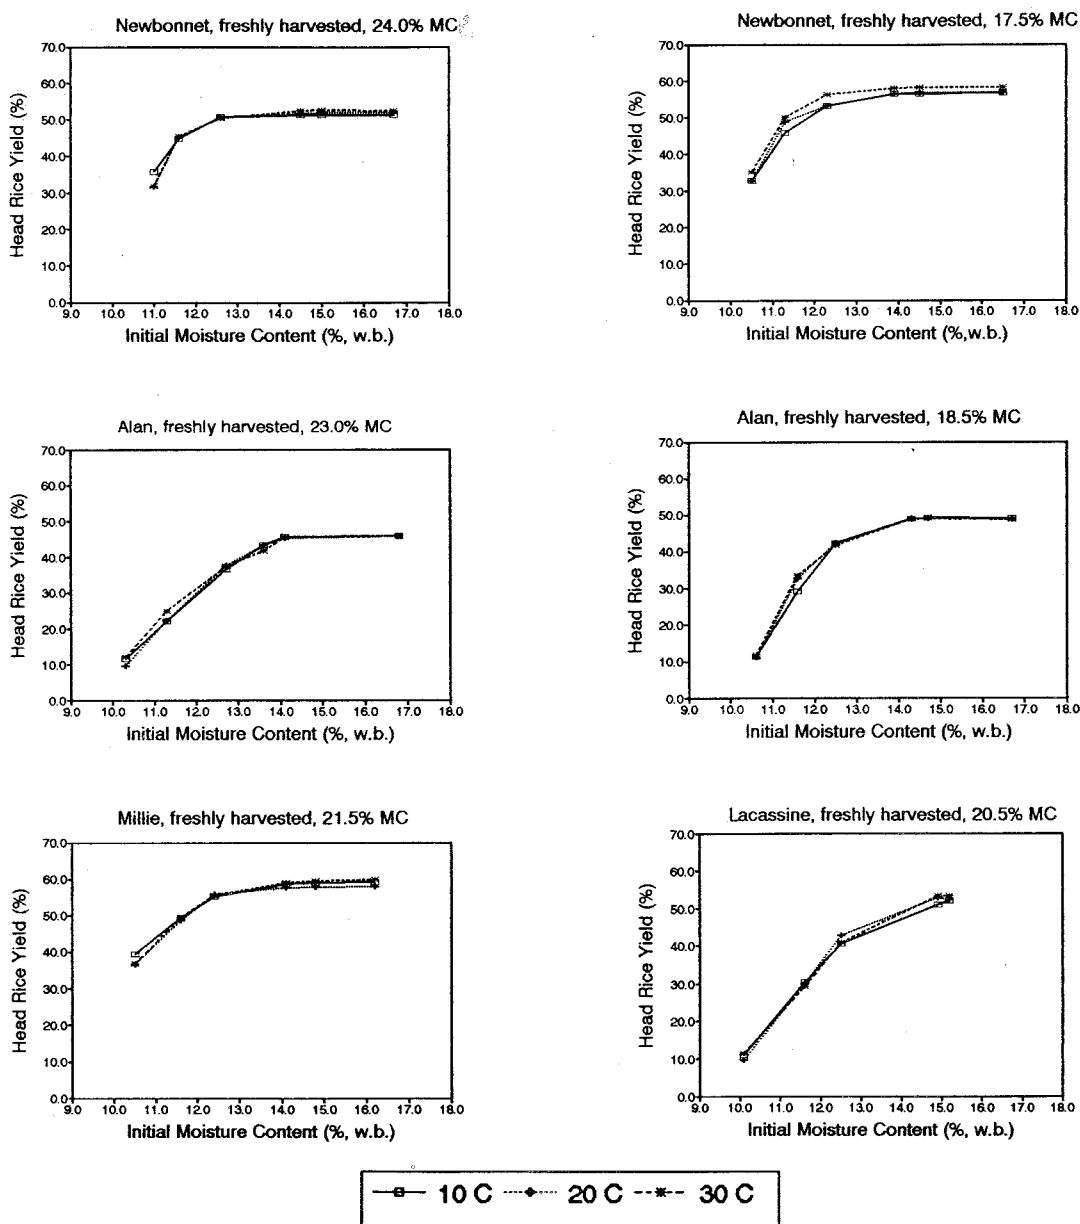 Newbonnet, freshly harvested, 24.0% MC
70.0
60.0
50.0
40.0
30.0
20.0
10.0
0.0
Head Rice Yield (%)
9.0 10.0 11.0 12.0 13.0 14.0 15.0 16.0 17.0 18.0
Initial Moisture Content (%, w.b.)
Newbonnet, freshly harvested, 17.5% MC
70.0
60.0
50.0
40.0
30.0
20.0
10.0
0.0
Head Rice Yield (%)
9.0 10.0 11.0 12.0 13.0 14.0 15.0 16.0 17.0 18.0
Initial Moisture Content (%,w.b.)
Alan, freshly harvested, 23.0% MC
70.0
60.0
50.0
40.0
30.0
20.0
10.0
0.0
Head Rice Yield (%)
9.0 10.0 11.0 12.0 13.0 14.0 15.0 16.0 17.0 18.0
Initial Moisture Content (%, w.b.)
Alan, freshly harvested, 18.5% MC
70.0
60.0
50.0
40.0
30.0
20.0
10.0
0.0
Head Rice Yield (%)
9.0 10.0 11.0 12.0 13.0 14.0 15.0 16.0 17.0 18.0
Initial Moisture Content (%, w.b.)
Millie, freshly harvested, 21.5% MC
70.0
60.0
50.0
40.0
30.0
20.0
10.0
0.0
Head Rice Yield (%)
9.0 10.0 11.0 12.0 13.0 14.0 15.0 16.0 17.0 18.0
Initial Moisture Content (%, w.b.)
Lacassine, freshly harvested, 20.5% MC
70.0
60.0
50.0
40.0
30.0
20.0
10.0
0.0
Head Rice Yield (%)
9.0 10.0 11.0 12.0 13.0 14.0 15.0 16.0 17.0 18.0
Initial Moisture Content (%, w.b.)
10 C 20 C 30 C